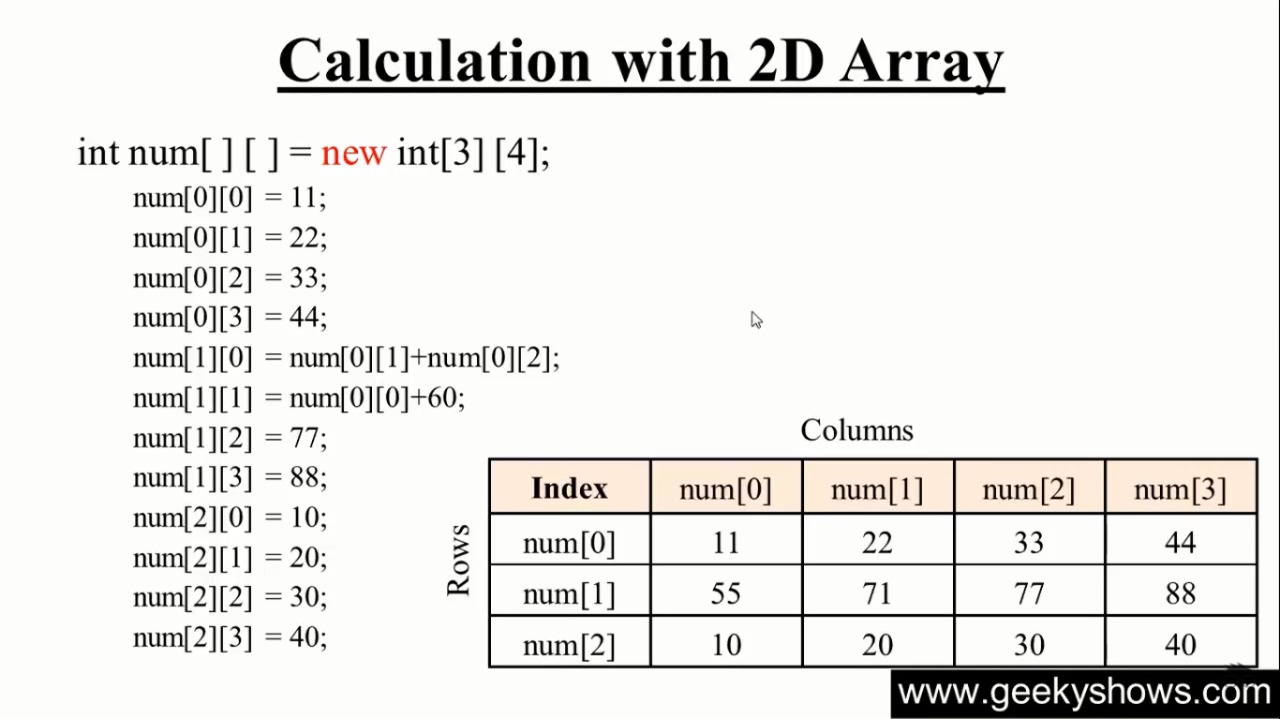 Calculation with 2D Array
int num[ ] [ ] = new int[3] [4];
num[0][0] = 11;
num[0][1] = 22;
num[0][2] = 33;
num[0][3] = 44;
num[1][0] = num[0][1]+num[0][2];
num[1][1] = num[0][0]+60;
num[1][2] = 77;
num[1][3] = 88;
num[2][0] = 10;
num[2][1] = 20;
num[2][2] = 30;
num[2][3] = 40;
Columns
Rows
Index num[0] num[1] num[2] num[3]
num[0] 11 22 33 44
num[1] 55 71 77 88
num[2] 10 20 30 40
www.geekyshows.com